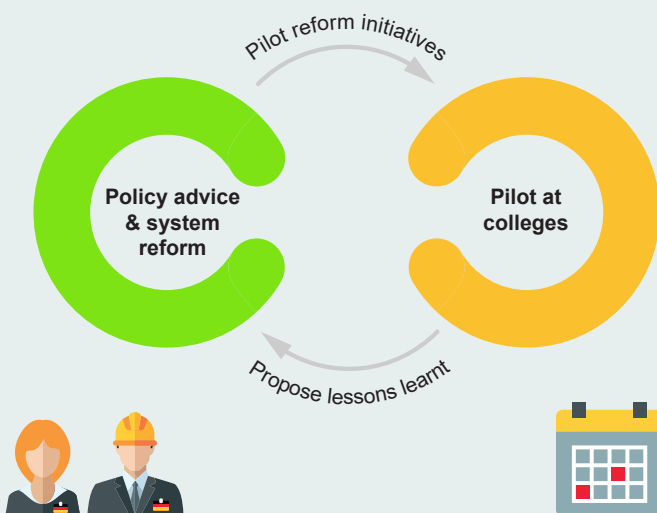 Pilot reform initiatives
Policy advice
& system
reform
Pilot at
colleges
Propose lessons learnt